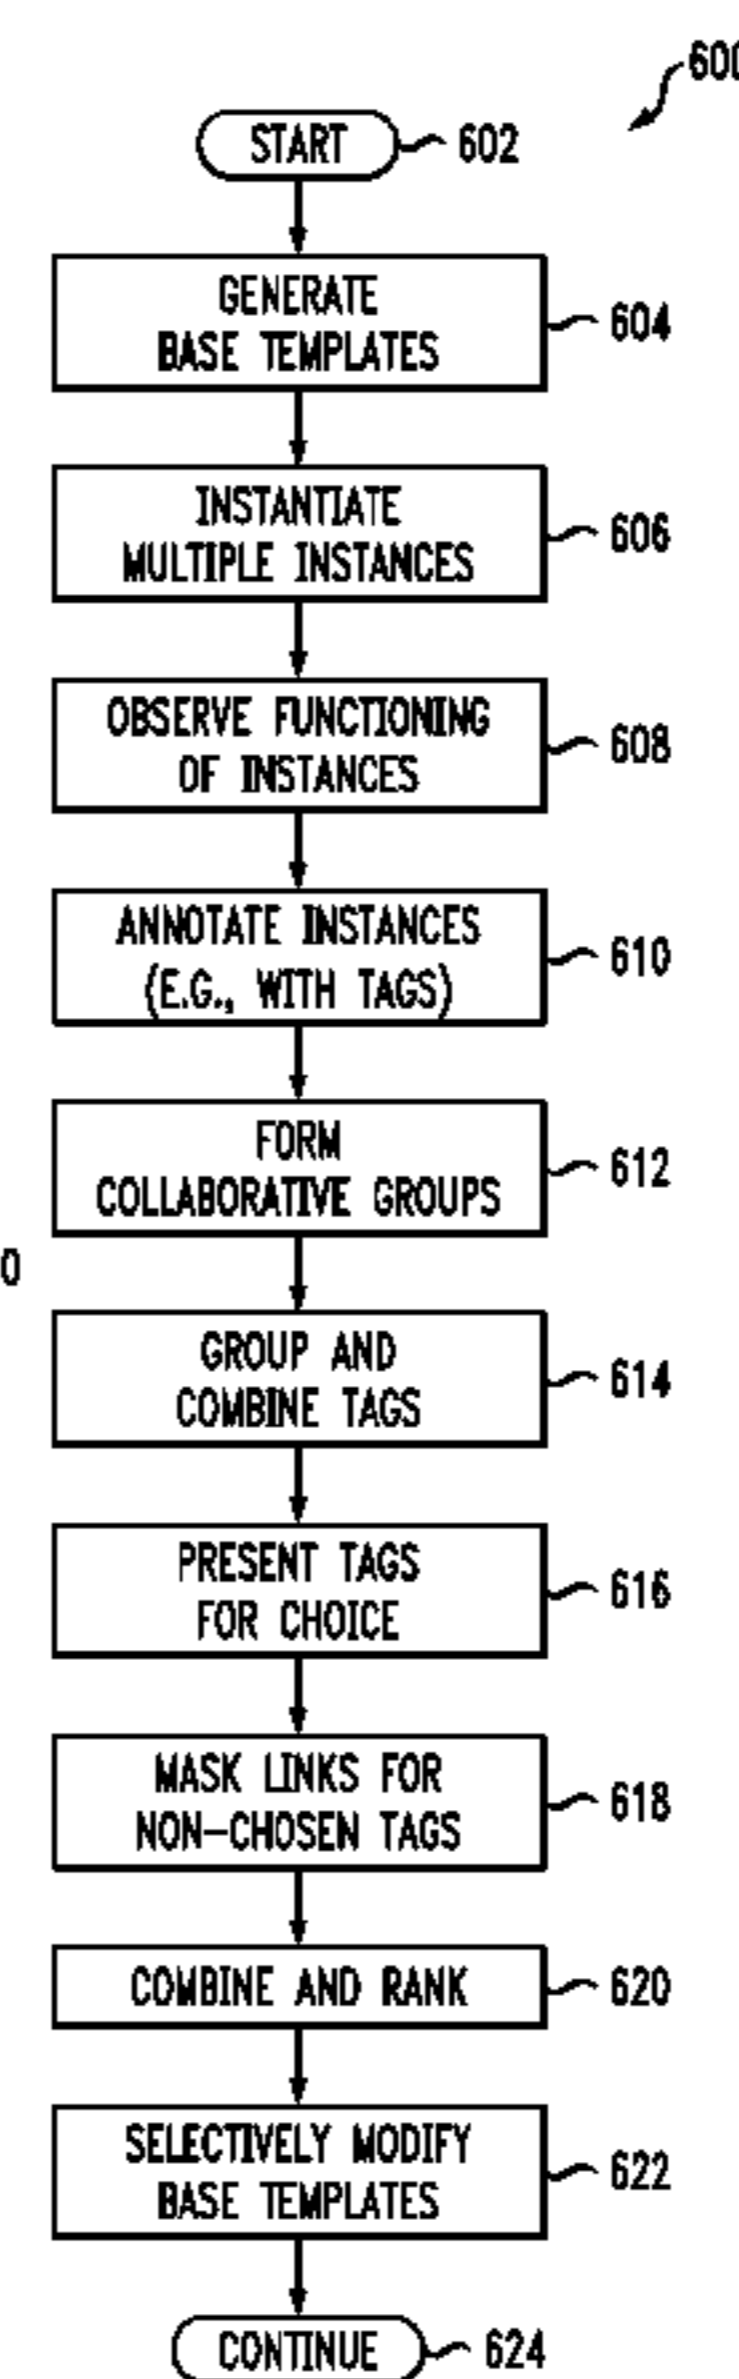 600
START
602
GENERATE
BASE TEMPLATES
604
INSTANTIATE
MULTIPLE INSTANCES
606
OBSERVE FUNCTIONING
OF INSTANCES
608
ANNOTATE INSTANCES
(E.G., WITH TAGS)
610
FORM
COLLABORATIVE GROUPS
612
0
GROUP AND
COMBINE TAGS
614
PRESENT TAGS
FOR CHOICE
616
MASK LINKS FOR
NON-CHOSEN TAGS
618
COMBINE AND RANK
620
SELECTIVELY MODIFY
BASE TEMPLATES
622
CONTINUE
624